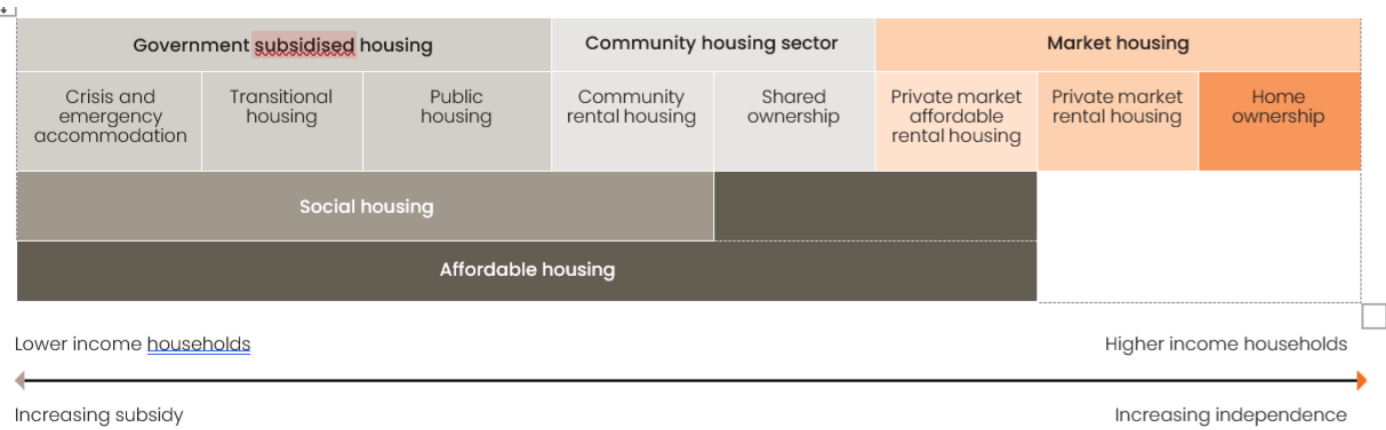 Government subsidised housing
Community housing sector
Market housing
Crisis and
emergency
accommodation
Transitional
housing
Public
housing
Community
rental housing
Shared
ownership
Private market
affordable
rental housing
Private market
rental housing
Home
ownership
Social housing
Affordable housing
Lower income households
Higher income households
Increasing subsidy
Increasing independence